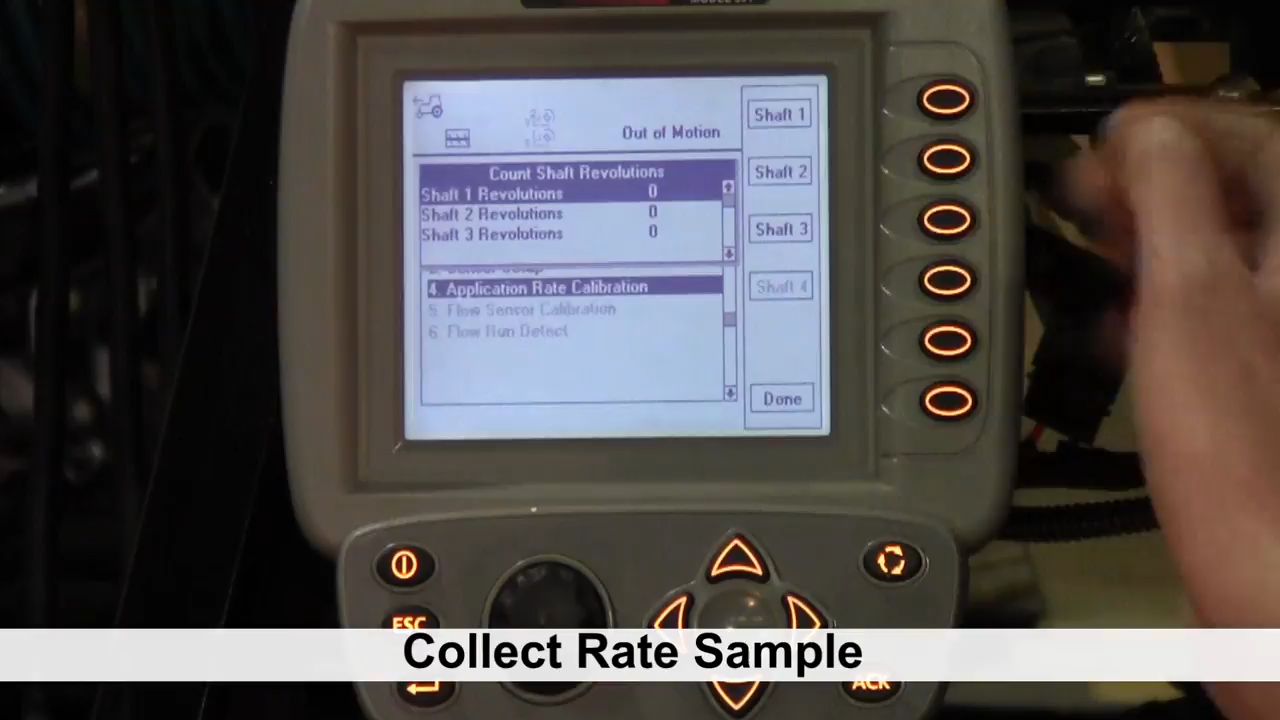 Out of Motion
Count Shaft Revolutions
Shaft 1 Revolutions 0
Shaft 2 Revolutions 0
Shaft 3 Revolutions 0
4. Application Rate Calibration
5. Flow Sensor Calibration
6. Flow Run Detect
Shaft 1
Shaft 2
Shaft 3
Shaft 4
Done
ESC
ACK
Collect Rate Sample